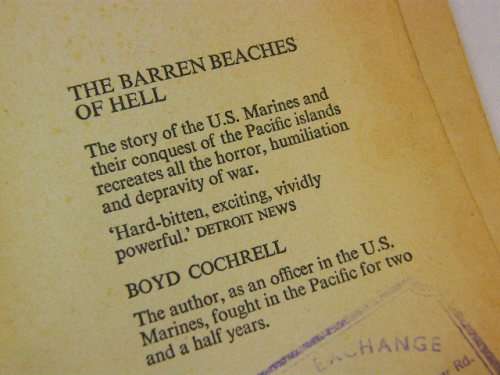 THE BARREN BEACHES
OF HELL
The story of the U.S. Marines and
their conquest of the Pacific islands
recreates all the horror, humiliation
and depravity of war.
‘Hard-bitten, exciting, vividly
powerful.’ DETROIT NEWS
BOYD COCHRELL
The author, as an officer in the U.S.
Marines, fought in the Pacific for two
and a half years.
EXCHANGE
Rd.